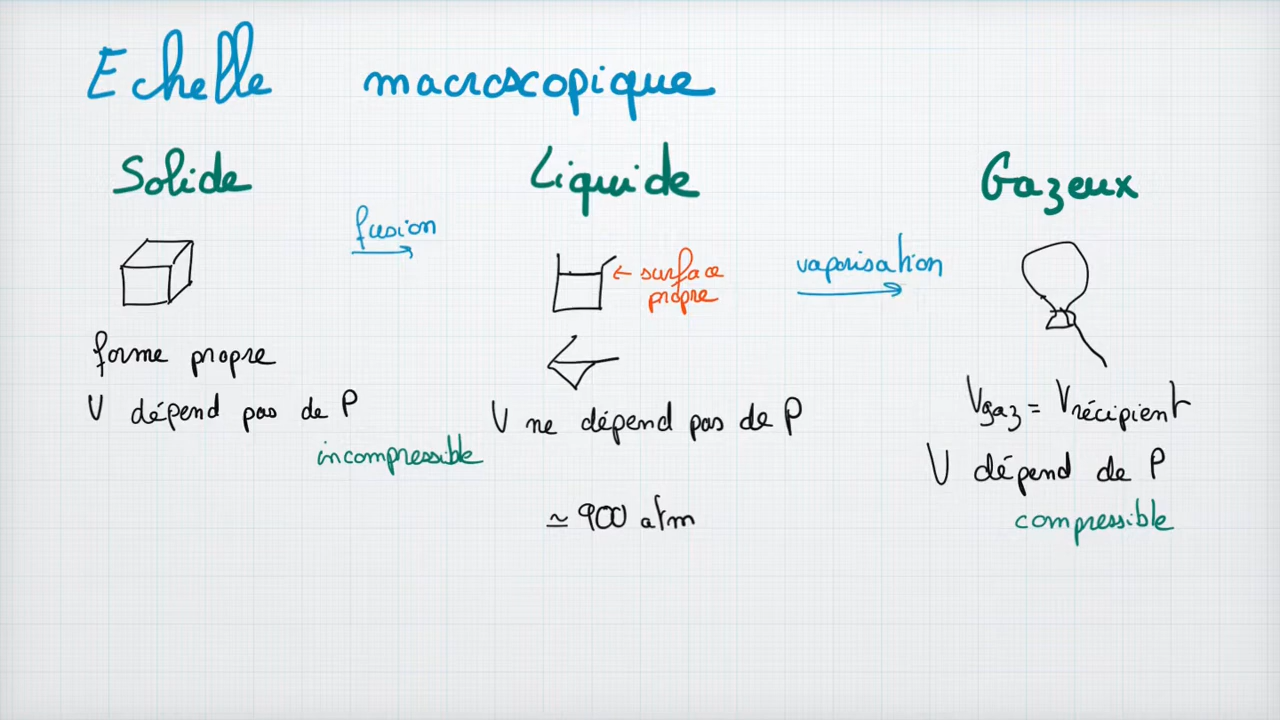 Echelle macroscopique
Solide
Liquide
Gazeux
fusion
vaporisation
← surface
propre
forme propre
V dépend pas de P
incompressible
V ne dépend pas de P
≃ 900 atm
Vgaz = Vrécipient
V dépend de P
compressible